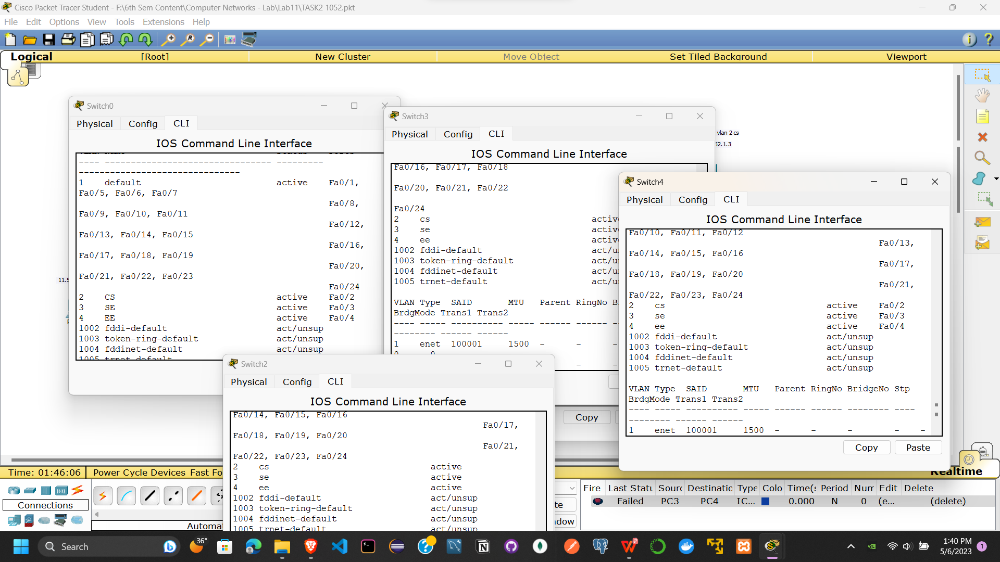 Cisco Packet Tracer Student - F:\6th Sem Content\Computer Networks - Lab\Lab11\TASK2 1052.pkt
File Edit Options View Tools Extensions Help
Logical [Root] New Cluster Move Object Set Tiled Background Viewport
Switch0
Physical Config CLI
IOS Command Line Interface
---- -------------------------------- ---------
-------------------------------
1 default active Fa0/1,
Fa0/5, Fa0/6, Fa0/7
Fa0/8,
Fa0/9, Fa0/10, Fa0/11
Fa0/12,
Fa0/13, Fa0/14, Fa0/15
Fa0/16,
Fa0/17, Fa0/18, Fa0/19
Fa0/20,
Fa0/21, Fa0/22, Fa0/23
Fa0/24
2 CS active Fa0/2
3 SE active Fa0/3
4 EE active Fa0/4
1002 fddi-default act/unsup
1003 token-ring-default act/unsup
1004 fddinet-default act/unsup
1005 trnet-default
11.5
Switch3
Physical Config CLI
IOS Command Line Interface
Fa0/16, Fa0/17, Fa0/18
Fa0/20, Fa0/21, Fa0/22
Fa0/24
2 cs activ
3 se activ
4 ee activ
1002 fddi-default act/u
1003 token-ring-default act/u
1004 fddinet-default act/u
1005 trnet-default act/u
VLAN Type SAID MTU Parent RingNo B
BrdgMode Trans1 Trans2
---- ----- ---------- ----- ------ ------ -
-------- ------ ------
1 enet 100001 1500 - - -
0 0
- -
Copy
vlan 2 cs
52.1.3
Switch4
Physical Config CLI
IOS Command Line Interface
Fa0/10, Fa0/11, Fa0/12
Fa0/13,
Fa0/14, Fa0/15, Fa0/16
Fa0/17,
Fa0/18, Fa0/19, Fa0/20
Fa0/21,
Fa0/22, Fa0/23, Fa0/24
2 cs active Fa0/2
3 se active Fa0/3
4 ee active Fa0/4
1002 fddi-default act/unsup
1003 token-ring-default act/unsup
1004 fddinet-default act/unsup
1005 trnet-default act/unsup
VLAN Type SAID MTU Parent RingNo BridgeNo Stp
BrdgMode Trans1 Trans2
---- ----- ---------- ----- ------ ------ -------- ----
-------- ------ ------
1 enet 100001 1500 - - - - -
Copy Paste
Switch2
Physical Config CLI
IOS Command Line Interface
Fa0/14, Fa0/15, Fa0/16
Fa0/17,
Fa0/18, Fa0/19, Fa0/20
Fa0/21,
Fa0/22, Fa0/23, Fa0/24
2 cs active
3 se active
4 ee active
1002 fddi-default act/unsup
1003 token-ring-default act/unsup
1004 fddinet-default act/unsup
1005 trnet-default act/unsup
Time: 01:46:06 Power Cycle Devices Fast Fo
Realtime
Connections
Automa
te
dow
Fire Last Statu Sourc Destinatio Type Colo Time(s Period Num Edit Delete
Failed PC3 PC4 IC... 0.000 N 0 (e... (delete)
Search
36°
1:40 PM
5/6/2023
1